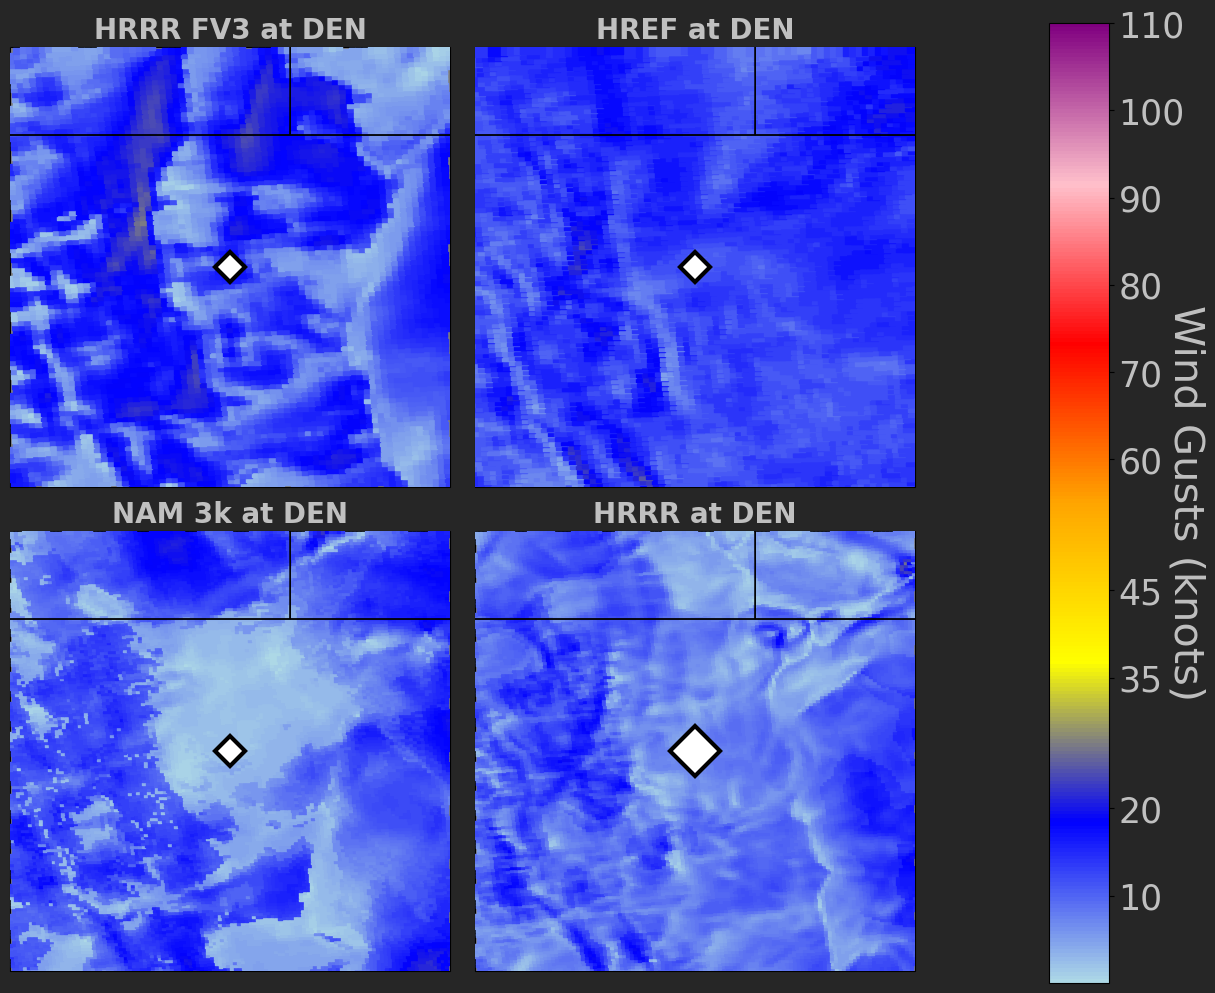 HRRR FV3 at DEN
HREF at DEN
NAM 3k at DEN
HRRR at DEN
110
100
90
80
70
60
45
35
20
10
Wind Gusts (knots)